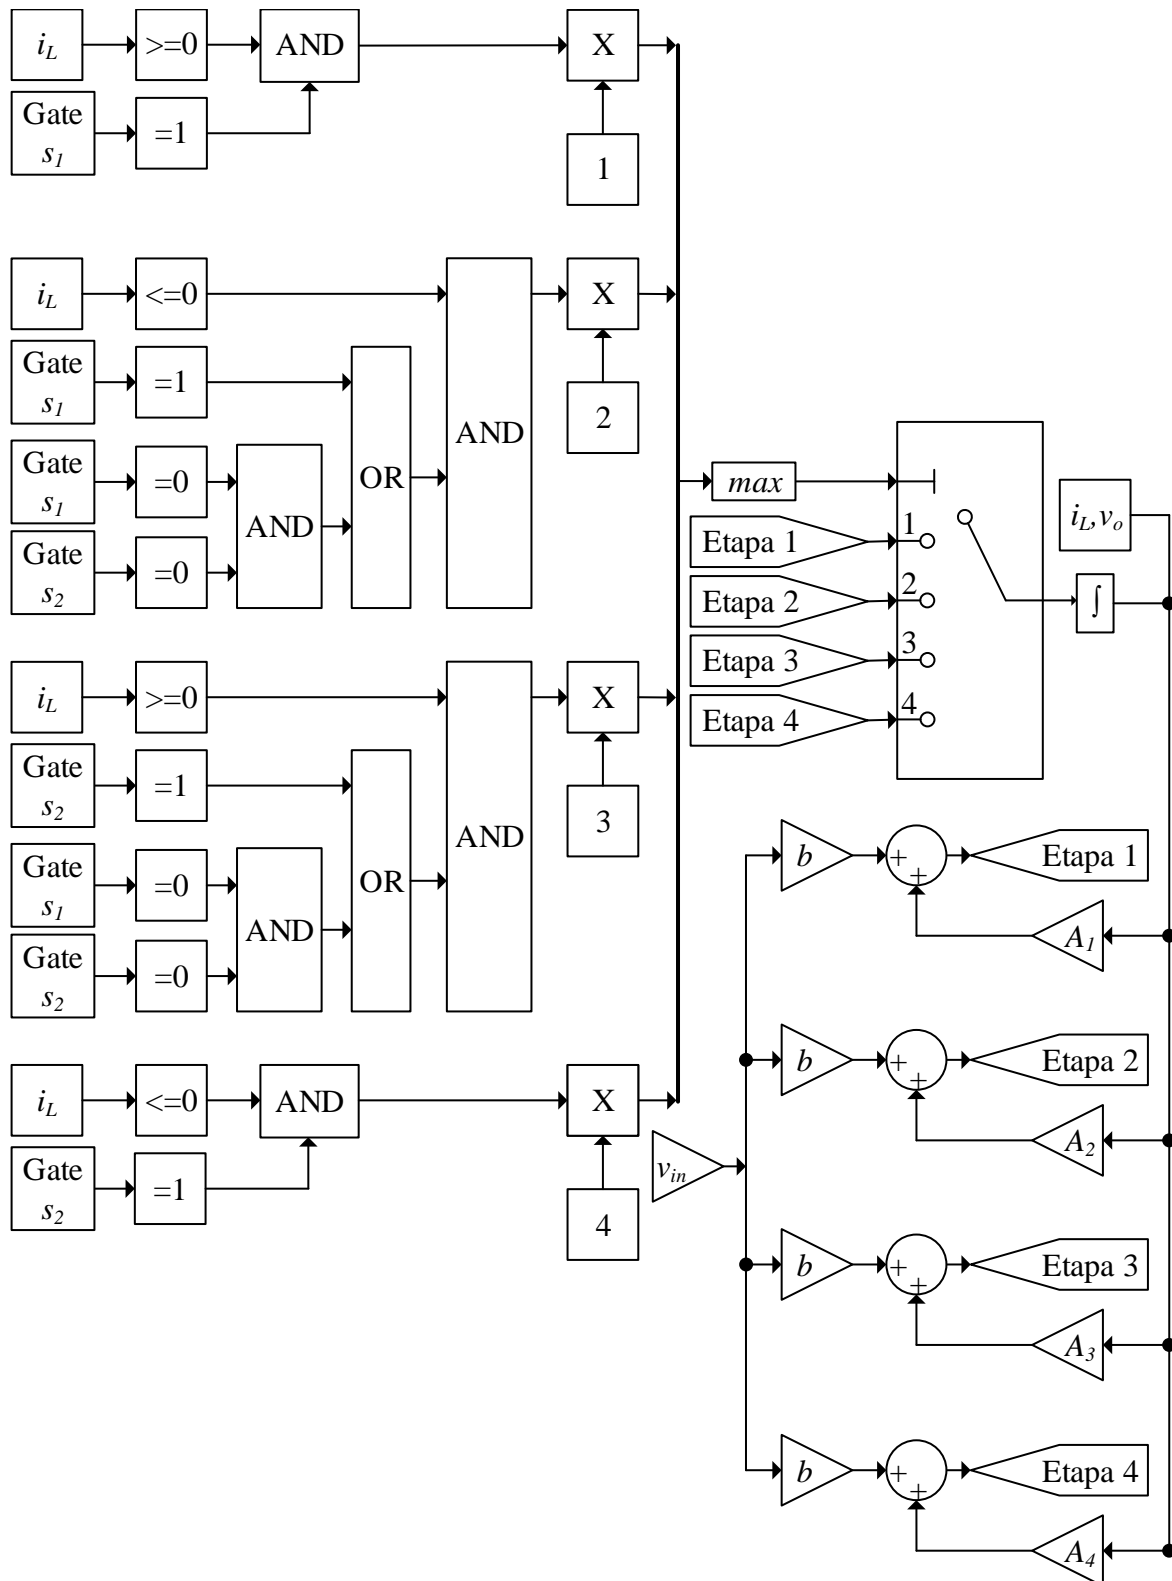 i_L >=0 AND X
Gate s_1 =1
1
i_L <=0 X
Gate s_1 =1
2
AND
Gate s_1 =0
OR
AND
Gate s_2 =0
max
i_L,v_o
Etapa 1 1
Etapa 2 2
∫
Etapa 3 3
Etapa 4 4
i_L >=0 X
Gate s_2 =1
3
AND
Gate s_1 =0
OR
AND
Gate s_2 =0
i_L <=0 AND X
Gate s_2 =1
4
v_in
b + + Etapa 1
A_1
b + + Etapa 2
A_2
b + + Etapa 3
A_3
b + + Etapa 4
A_4